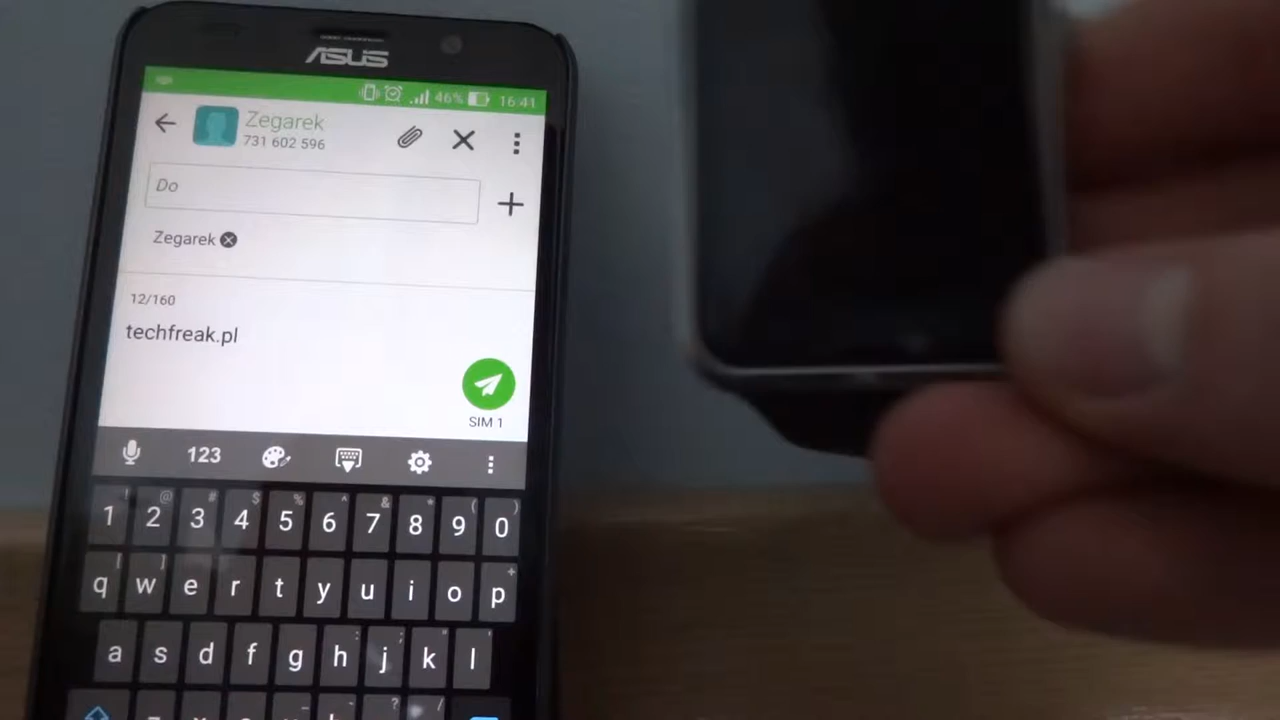 ASUS
46% 16:41
Zegarek
731 602 596
Do
Zegarek
12/160
techfreak.pl
SIM 1
123
! @ # $ % ^ & * ( )
1 2 3 4 5 6 7 8 9 0
[ ] +
q w e r t y u i o p
a s d f g h j k l